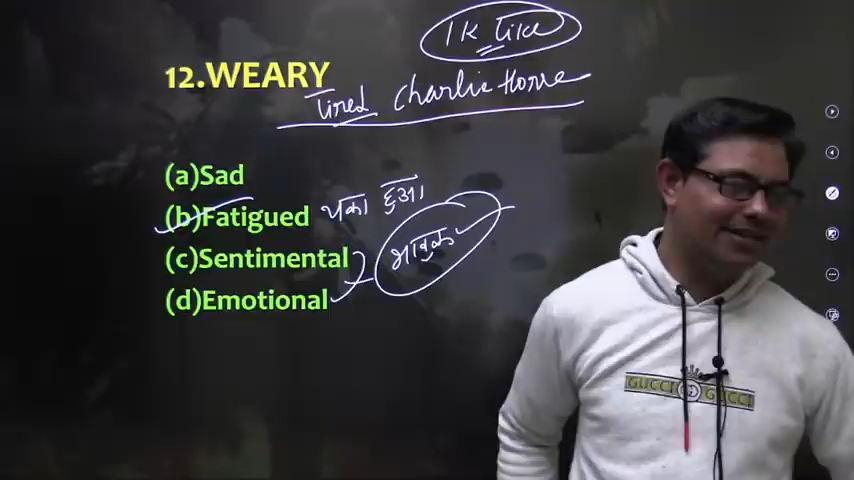 1K Like
12.WEARY
Tired Charlie Horse
(a)Sad
(b)Fatigued थका हुआ।
(c)Sentimental भावुक
(d)Emotional
GUCCI GUCCI